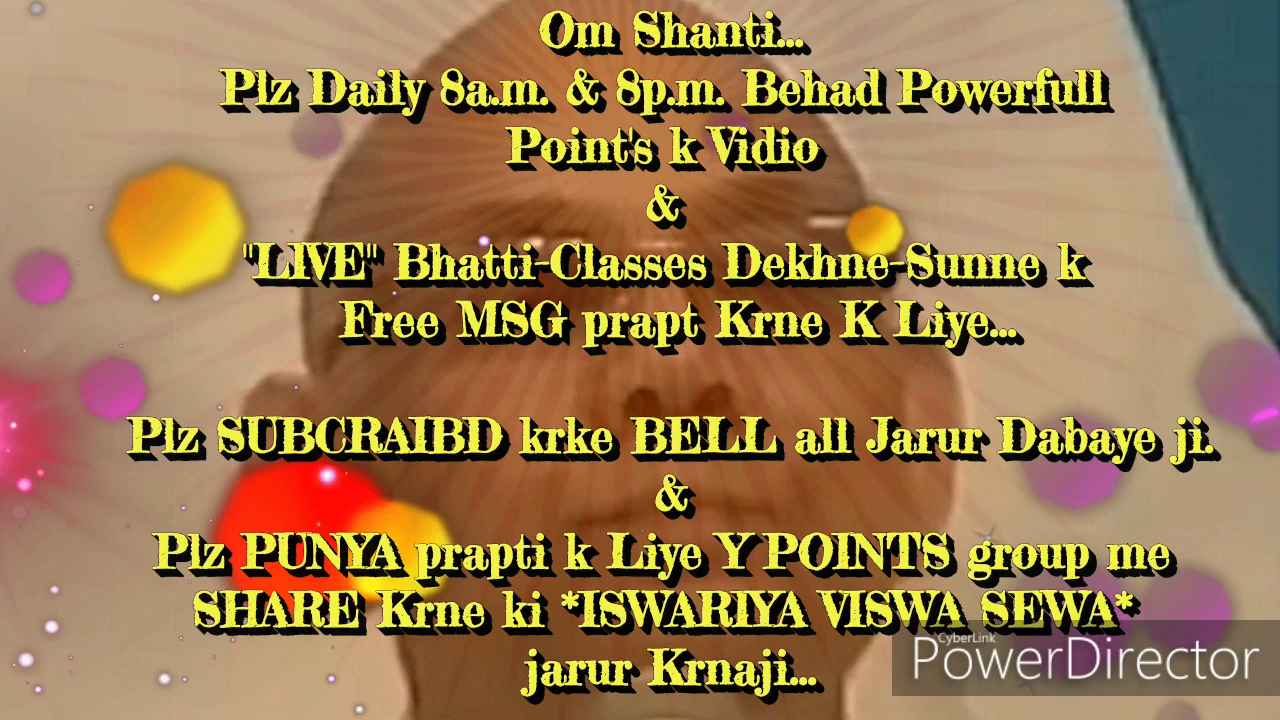 Om Shanti...
Plz Daily 8a.m. & 8p.m. Behad Powerfull
Point's k Vidio
&
"LIVE" Bhatti-Classes Dekhne-Sunne k
Free MSG prapt Krne K Liye...
Plz SUBCRAIBD krke BELL all Jarur Dabaye ji.
&
Plz PUNYA prapti k Liye Y POINTS group me
SHARE Krne ki *ISWARIYA VISWA SEWA*
jarur Krnaji...
CyberLink
PowerDirector